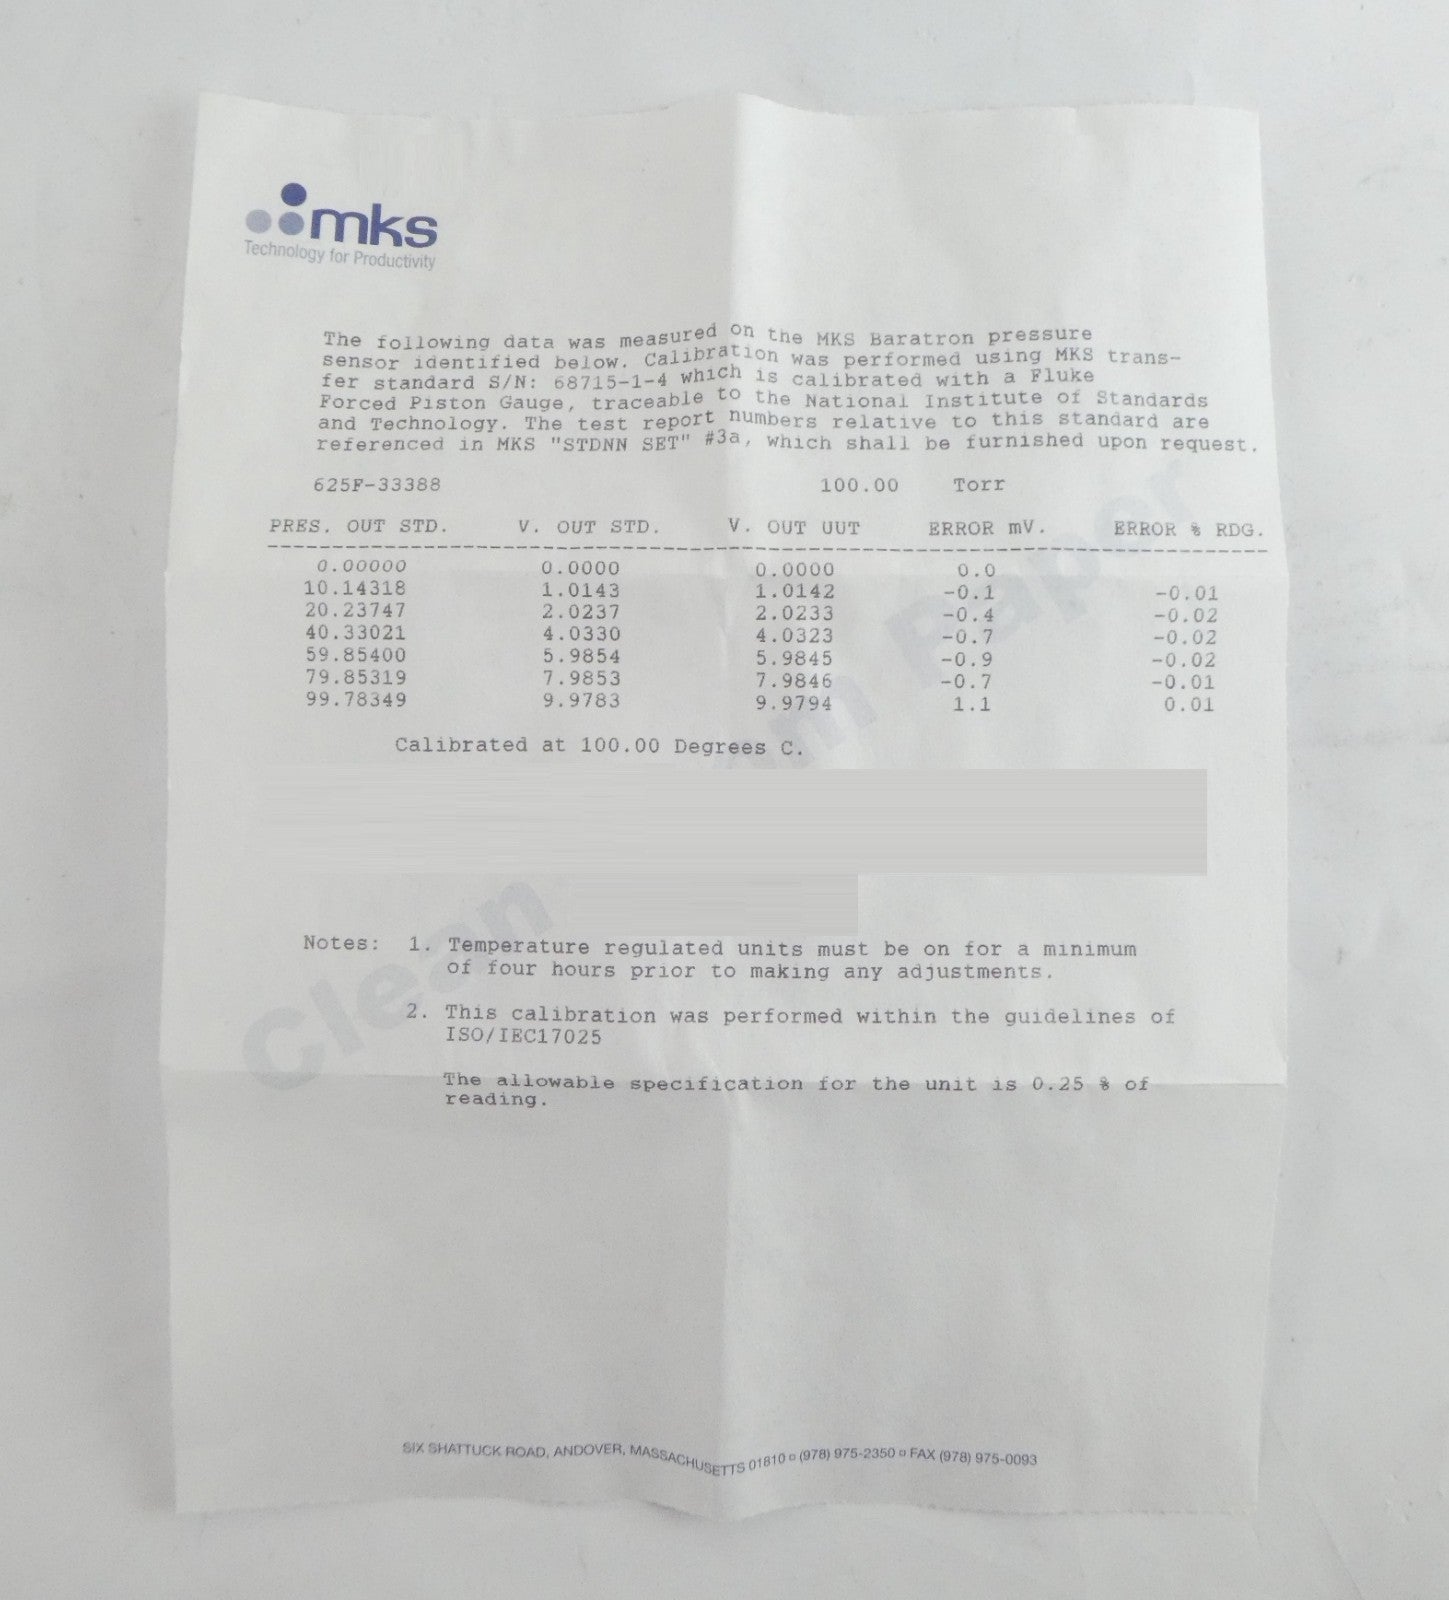 mks
Technology for Productivity
The following data was measured on the MKS Baratron pressure
sensor identified below. Calibration was performed using MKS trans-
fer standard S/N: 68715-1-4 which is calibrated with a Fluke
Forced Piston Gauge, traceable to the National Institute of Standards
and Technology. The test report numbers relative to this standard are
referenced in MKS "STDNN SET" #3a, which shall be furnished upon request.
625F-33388 100.00 Torr
PRES. OUT STD. V. OUT STD. V. OUT UUT ERROR mV. ERROR % RDG.
0.00000 0.0000 0.0000 0.0
10.14318 1.0143 1.0142 -0.1 -0.01
20.23747 2.0237 2.0233 -0.4 -0.02
40.33021 4.0330 4.0323 -0.7 -0.02
59.85400 5.9854 5.9845 -0.9 -0.02
79.85319 7.9853 7.9846 -0.7 -0.01
99.78349 9.9783 9.9794 1.1 0.01
Calibrated at 100.00 Degrees C.
Notes: 1. Temperature regulated units must be on for a minimum
of four hours prior to making any adjustments.
2. This calibration was performed within the guidelines of
ISO/IEC17025
The allowable specification for the unit is 0.25 % of
reading.
Clean Paper
SIX SHATTUCK ROAD, ANDOVER, MASSACHUSETTS 01810 ▫ (978) 975-2350 ▫ FAX (978) 975-0093